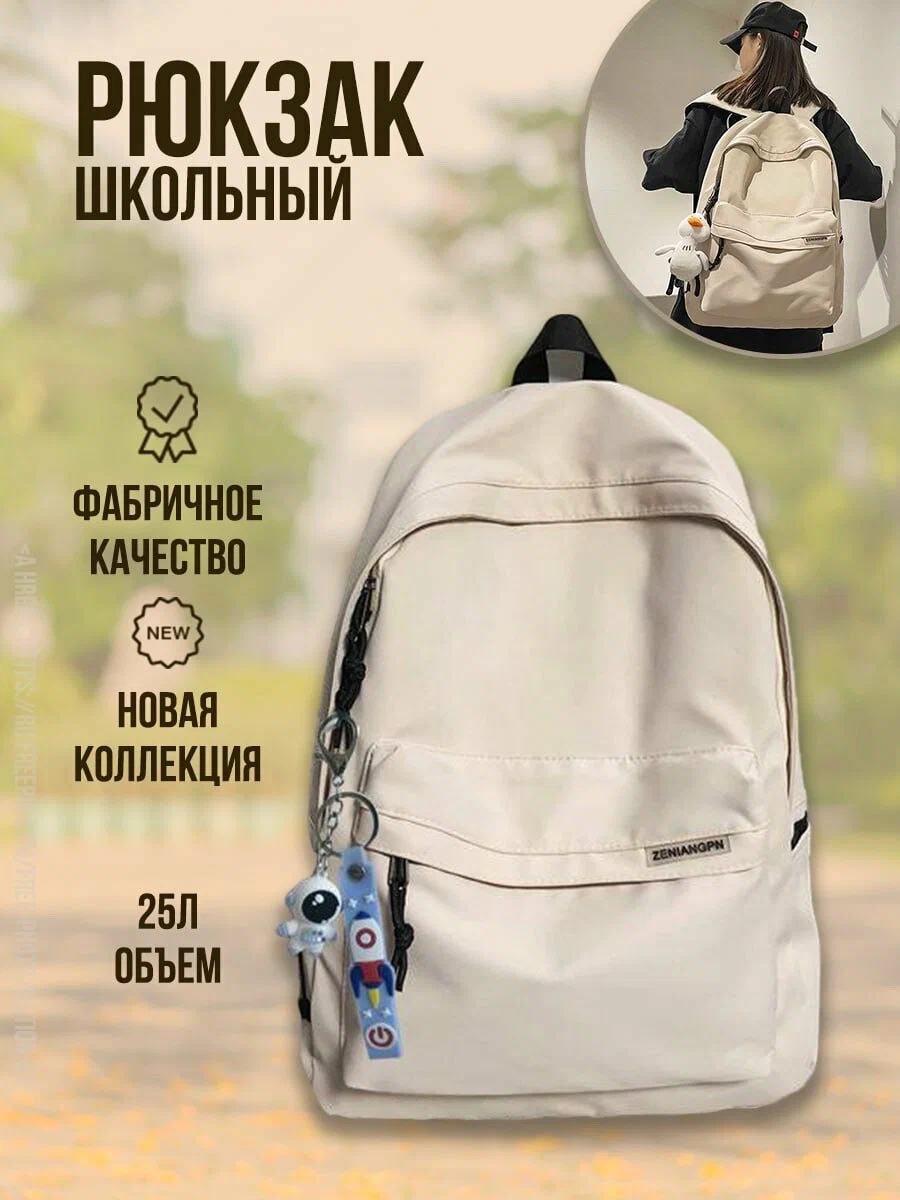 РЮКЗАК
ШКОЛЬНЫЙ
ФАБРИЧНОЕ
КАЧЕСТВО
NEW
НОВАЯ
КОЛЛЕКЦИЯ
ZENIANGPN
25Л
ОБЪЕМ